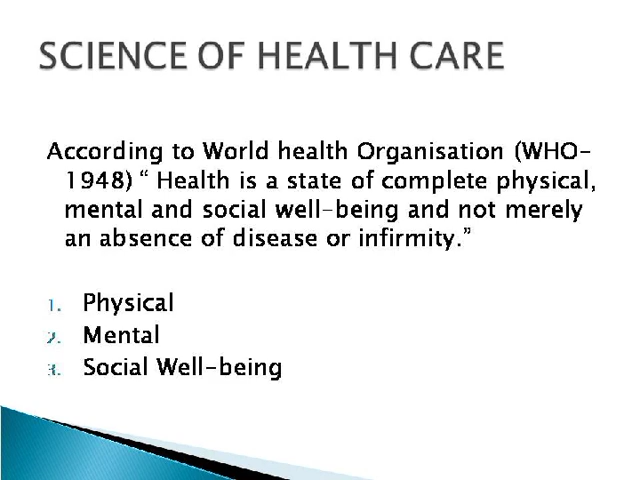 SCIENCE OF HEALTH CARE
According to World health Organisation (WHO-
1948) “ Health is a state of complete physical,
mental and social well-being and not merely
an absence of disease or infirmity.”
1. Physical
2. Mental
3. Social Well-being